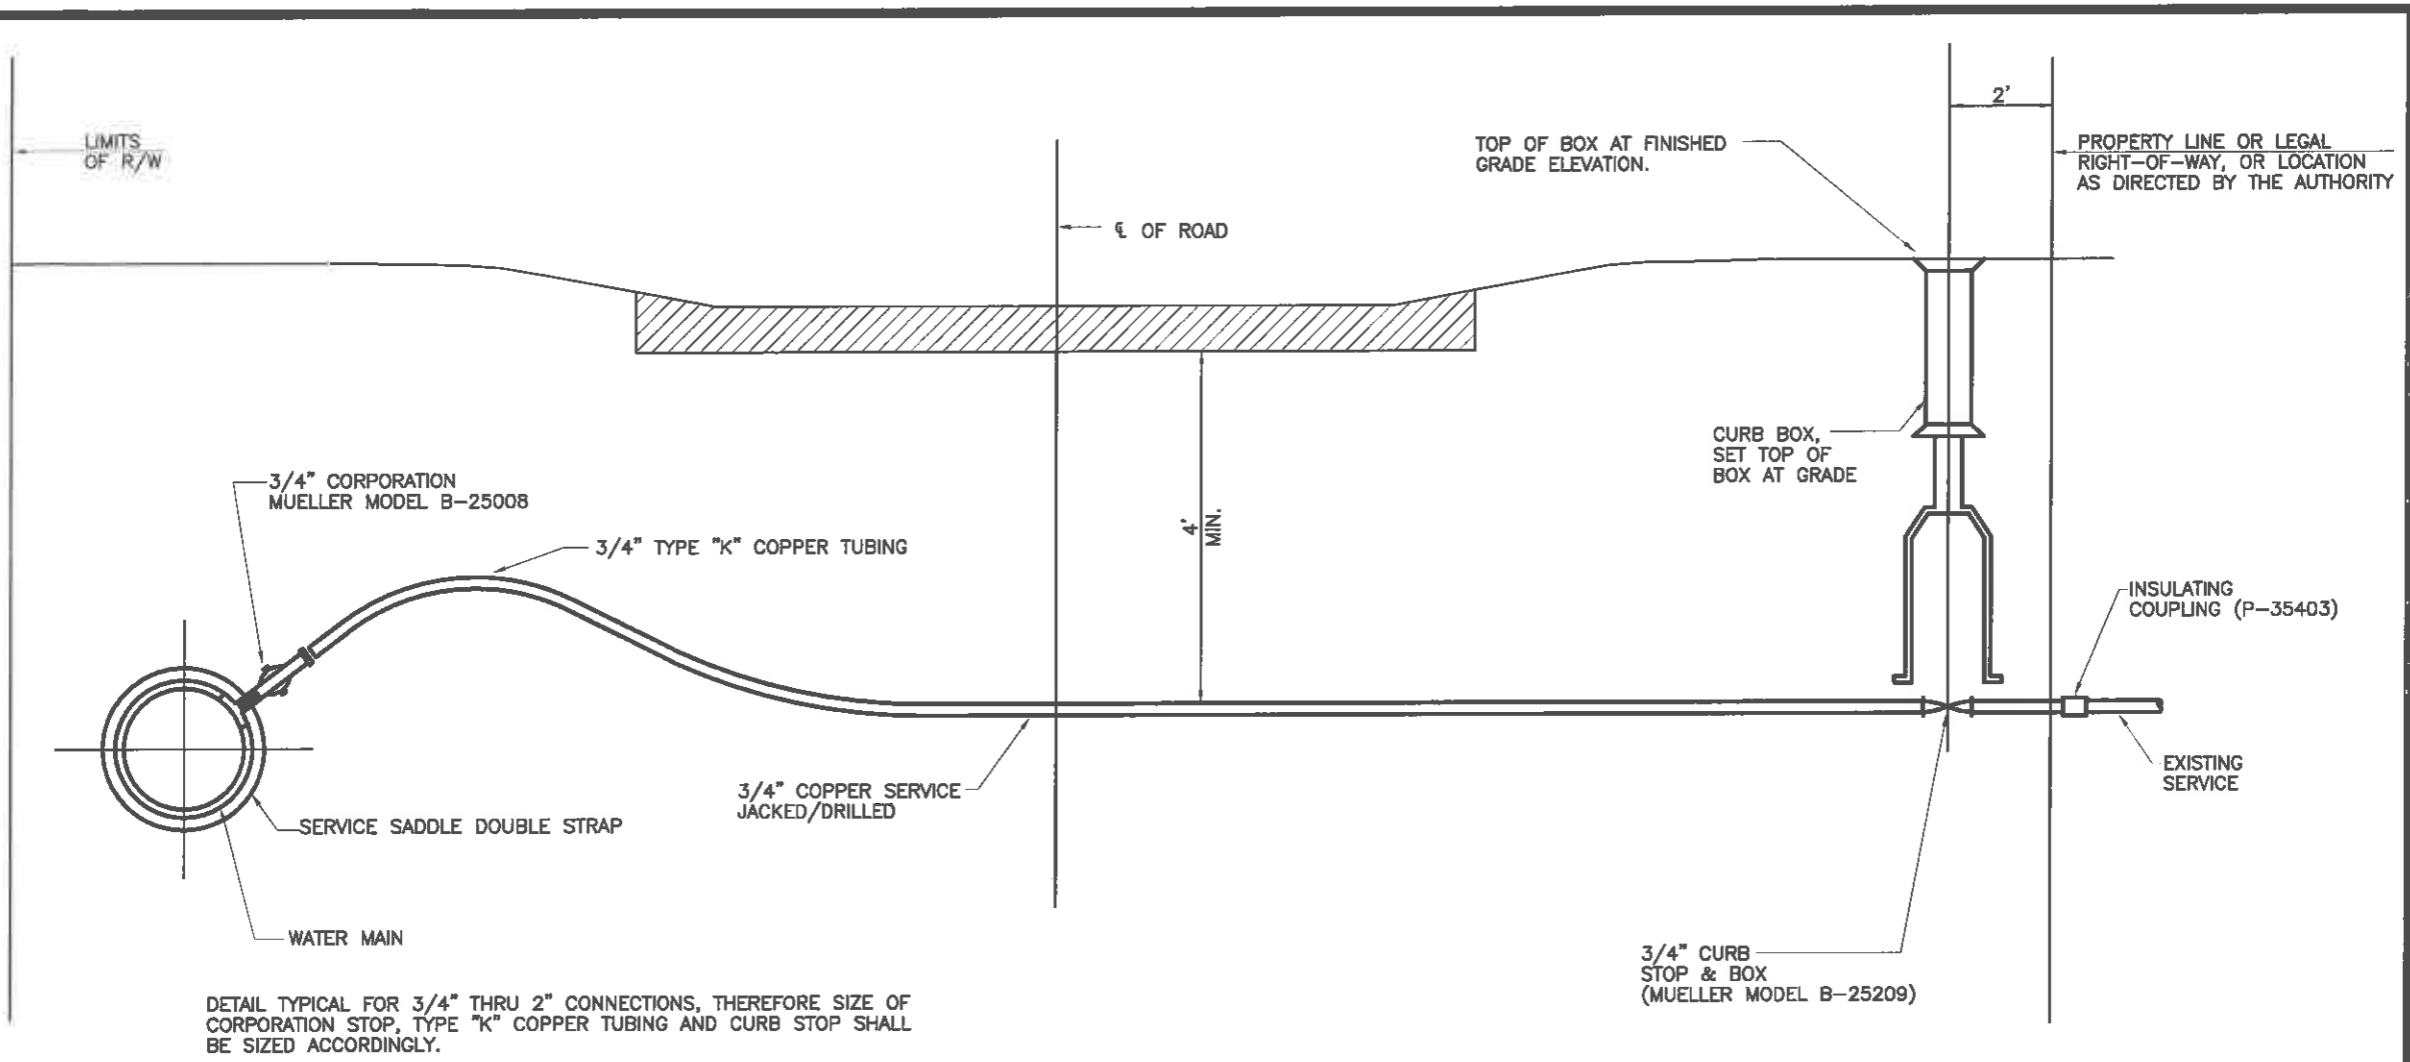 2'
LIMITS
OF R/W
TOP OF BOX AT FINISHED
GRADE ELEVATION.
PROPERTY LINE OR LEGAL
RIGHT-OF-WAY, OR LOCATION
AS DIRECTED BY THE AUTHORITY
℄ OF ROAD
CURB BOX,
SET TOP OF
BOX AT GRADE
3/4" CORPORATION
MUELLER MODEL B-25008
4'
MIN.
3/4" TYPE "K" COPPER TUBING
INSULATING
COUPLING (P-35403)
3/4" COPPER SERVICE
JACKED/DRILLED
EXISTING
SERVICE
SERVICE SADDLE DOUBLE STRAP
WATER MAIN
3/4" CURB
STOP & BOX
(MUELLER MODEL B-25209)
DETAIL TYPICAL FOR 3/4" THRU 2" CONNECTIONS, THEREFORE SIZE OF
CORPORATION STOP, TYPE "K" COPPER TUBING AND CURB STOP SHALL
BE SIZED ACCORDINGLY.